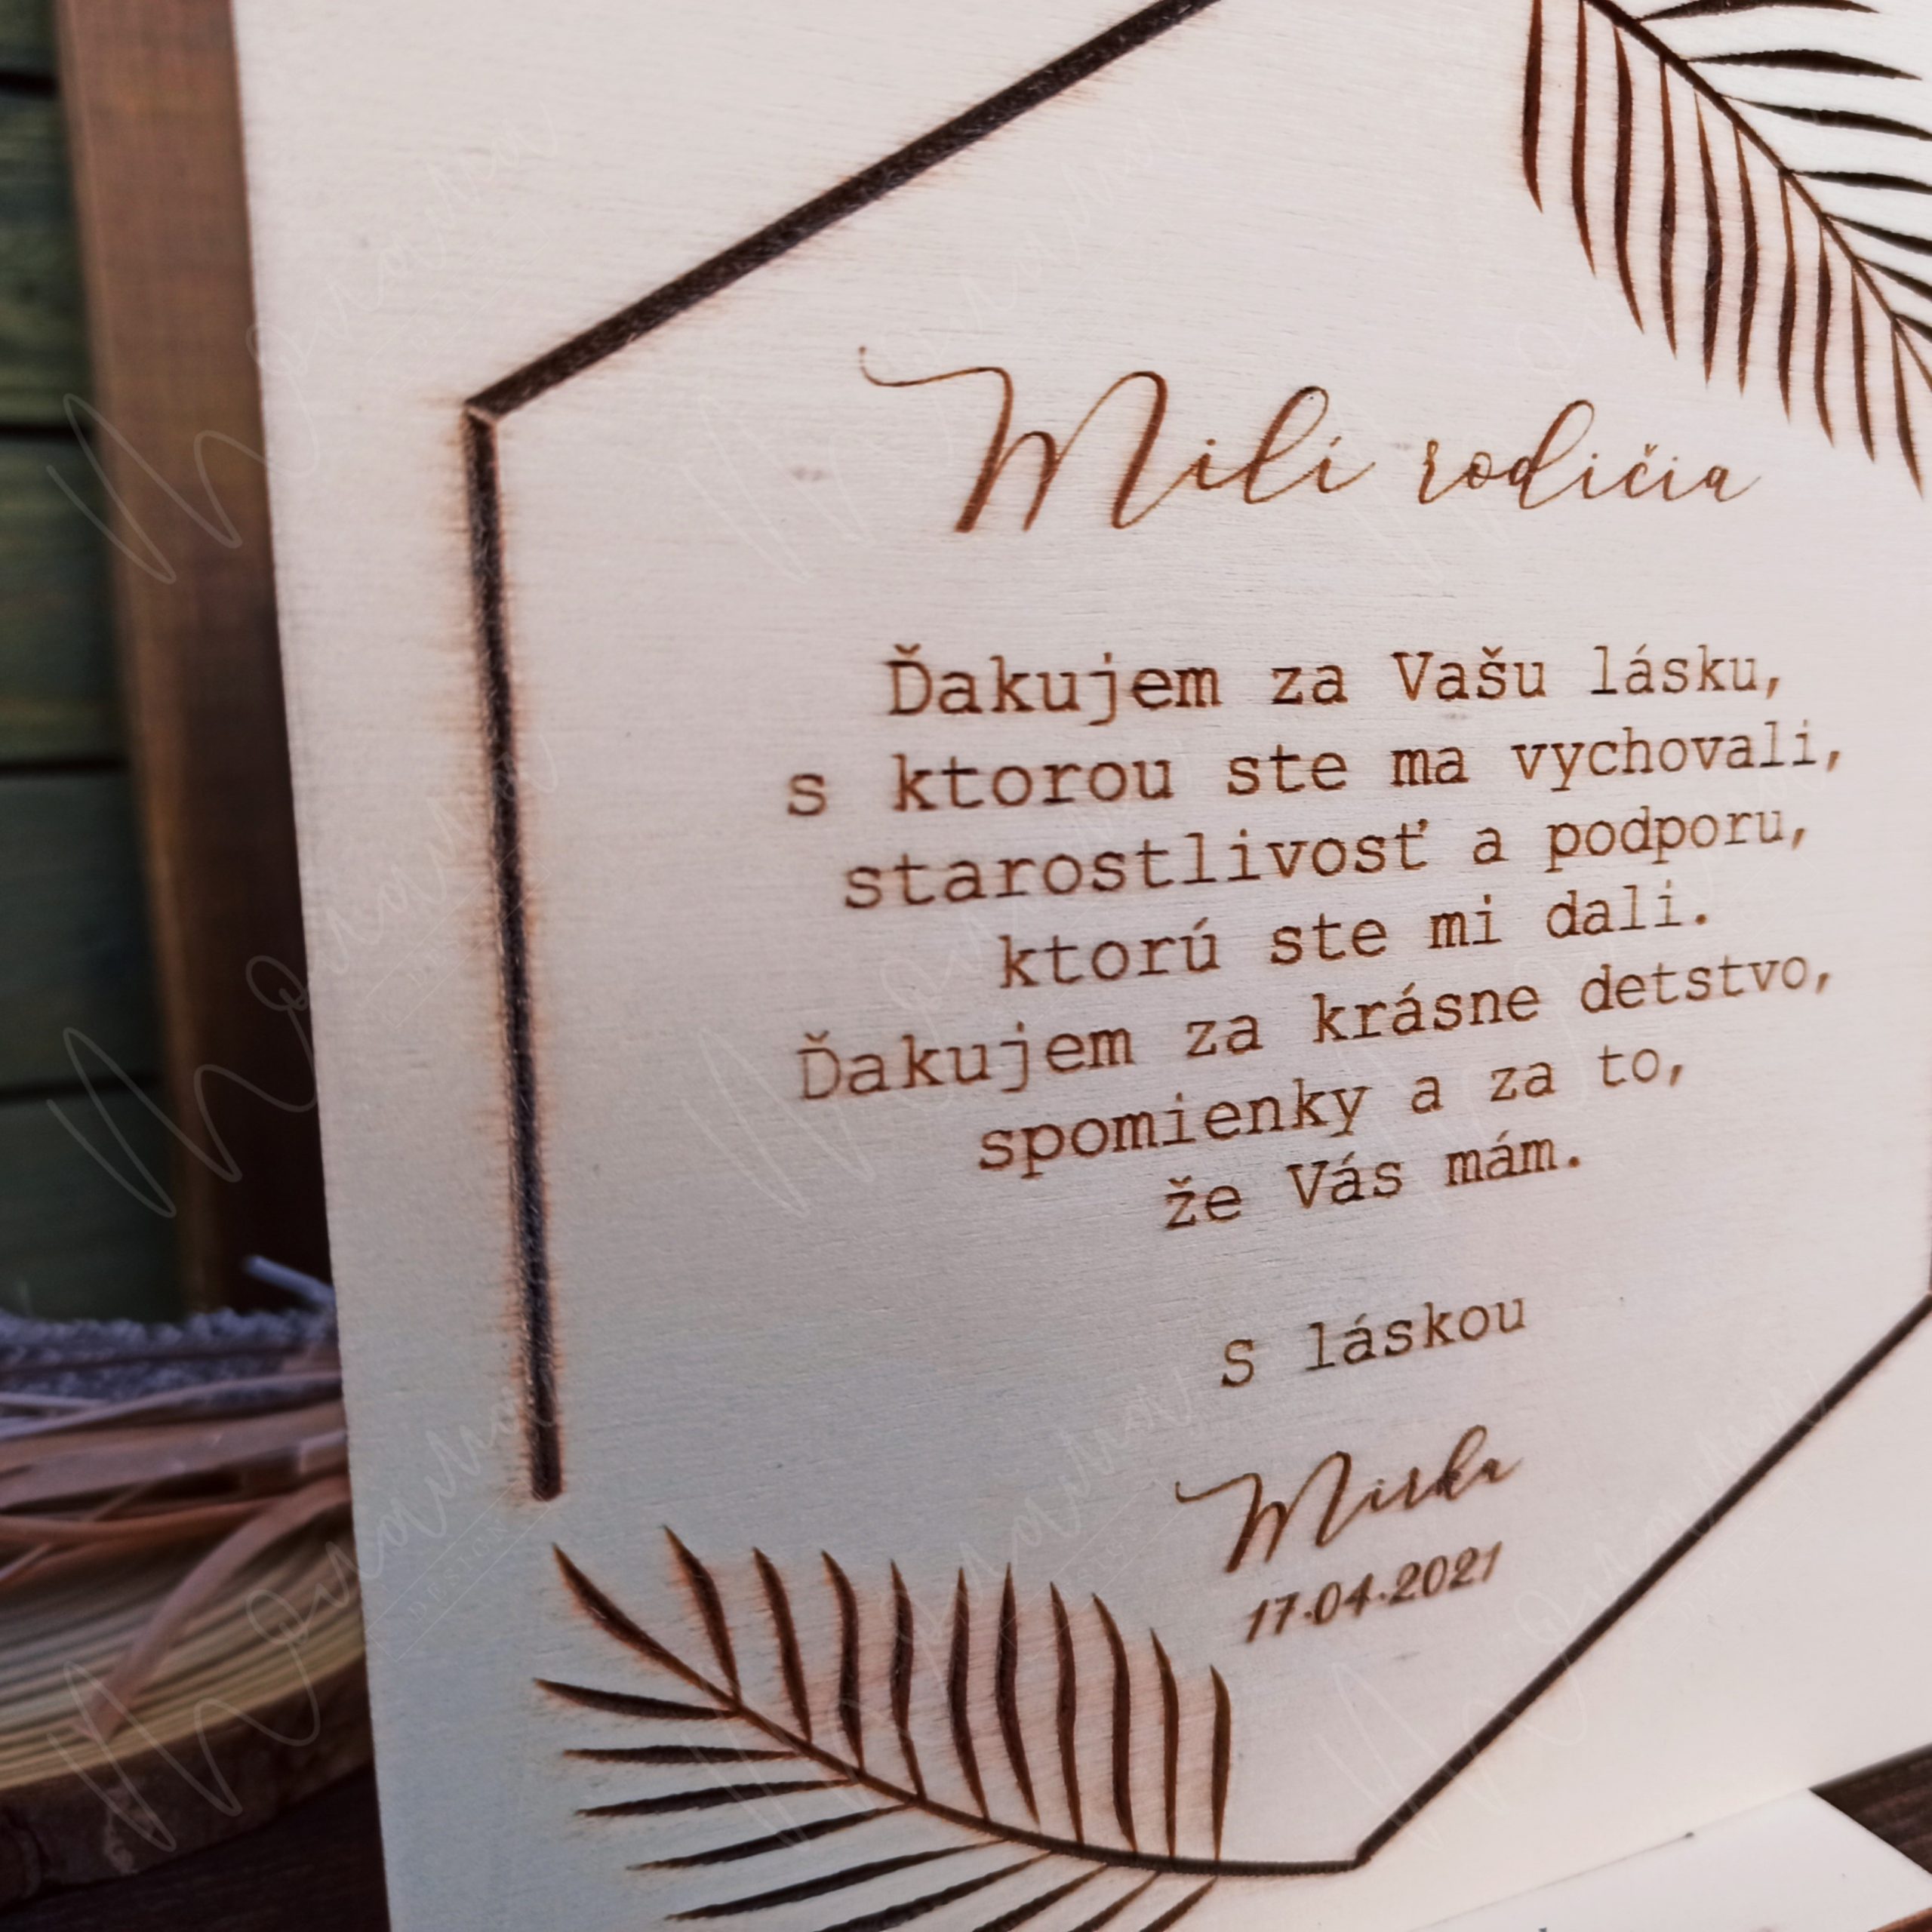 Milí rodičia
Ďakujem za Vašu lásku,
s ktorou ste ma vychovali,
starostlivosť a podporu,
ktorú ste mi dali.
Ďakujem za krásne detstvo,
spomienky a za to,
že Vás mám.
S láskou
Mirka
17.04.2021
DESIGN